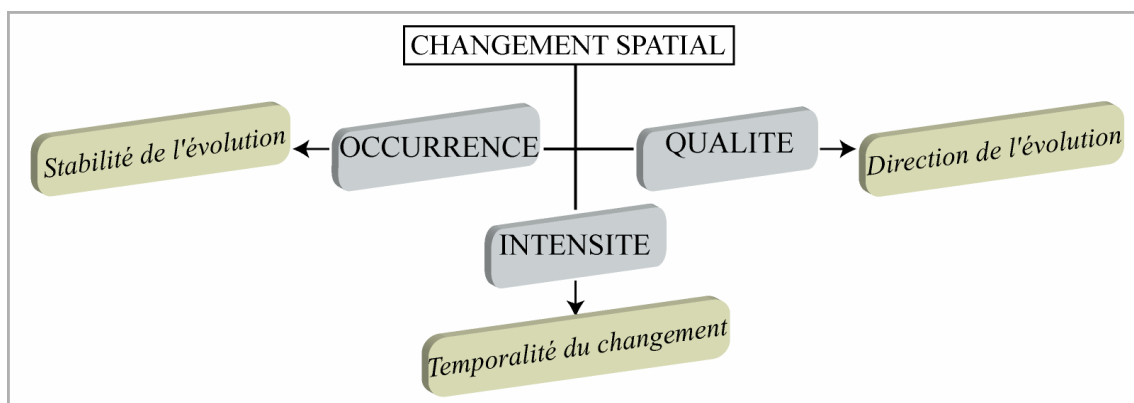 CHANGEMENT SPATIAL
Stabilité de l'évolution
OCCURRENCE
QUALITE
Direction de l'évolution
INTENSITE
Temporalité du changement